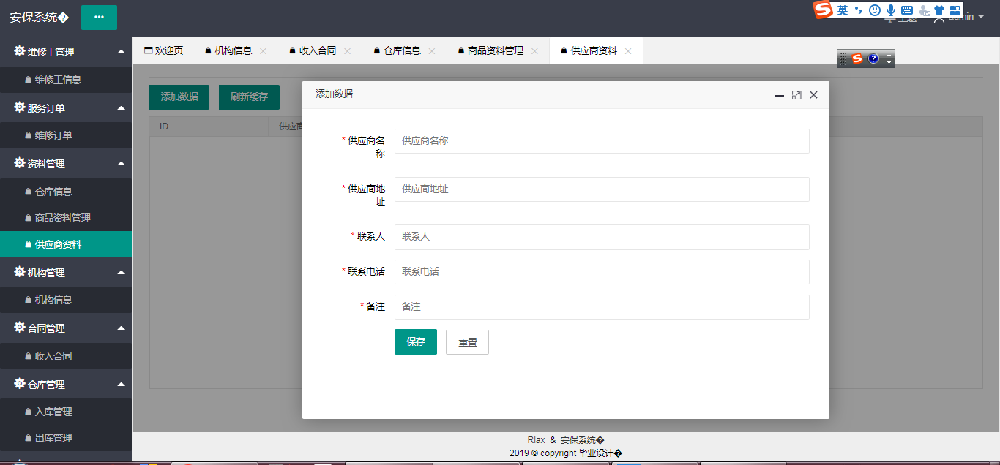 安保系统�
•••
英
主题
admin
维修工管理
维修工信息
服务订单
维修订单
资料管理
仓库信息
商品资料管理
供应商资料
机构管理
机构信息
合同管理
收入合同
仓库管理
入库管理
出库管理
欢迎页
机构信息
收入合同
仓库信息
商品资料管理
供应商资料
添加数据
刷新缓存
ID
供应商
添加数据
* 供应商名
称
供应商名称
* 供应商地
址
供应商地址
* 联系人
联系人
* 联系电话
联系电话
* 备注
备注
保存
重置
Rlax & 安保系统�
2019 © copyright 毕业设计�